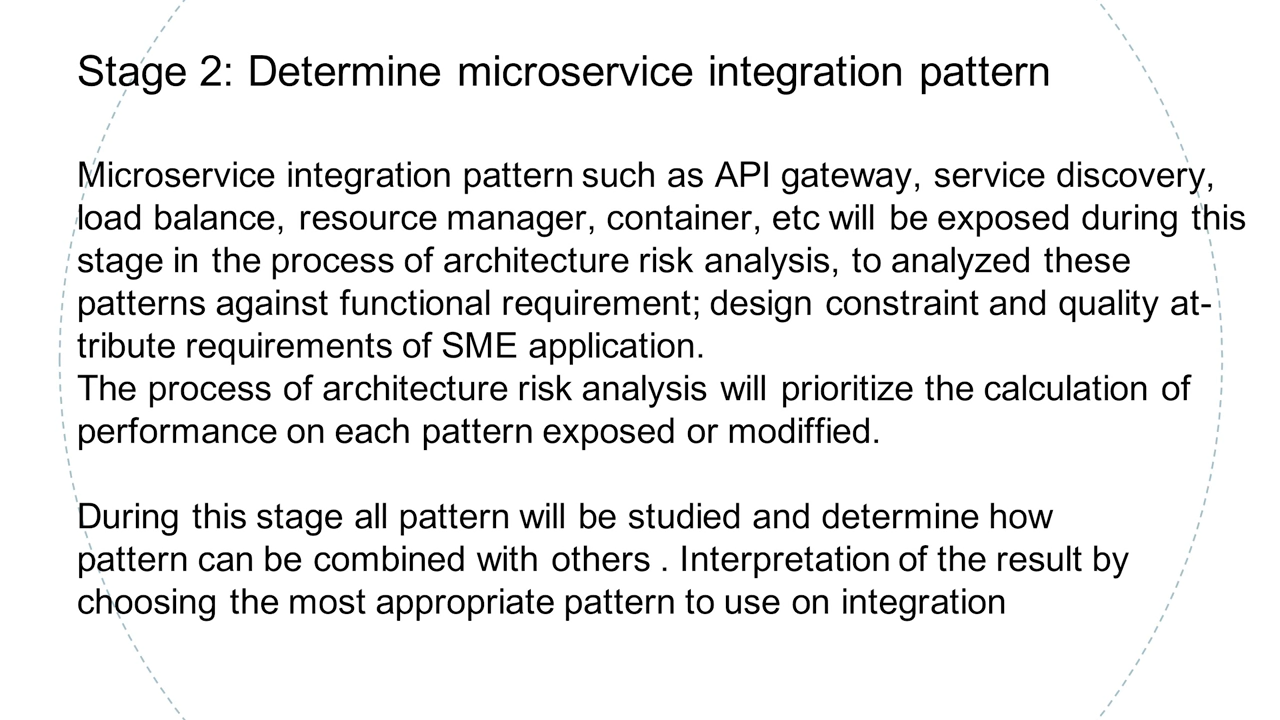 Stage 2: Determine microservice integration pattern
Microservice integration pattern such as API gateway, service discovery,
load balance, resource manager, container, etc will be exposed during this
stage in the process of architecture risk analysis, to analyzed these
patterns against functional requirement; design constraint and quality at-
tribute requirements of SME application.
The process of architecture risk analysis will prioritize the calculation of
performance on each pattern exposed or modiffied.
During this stage all pattern will be studied and determine how
pattern can be combined with others . Interpretation of the result by
choosing the most appropriate pattern to use on integration